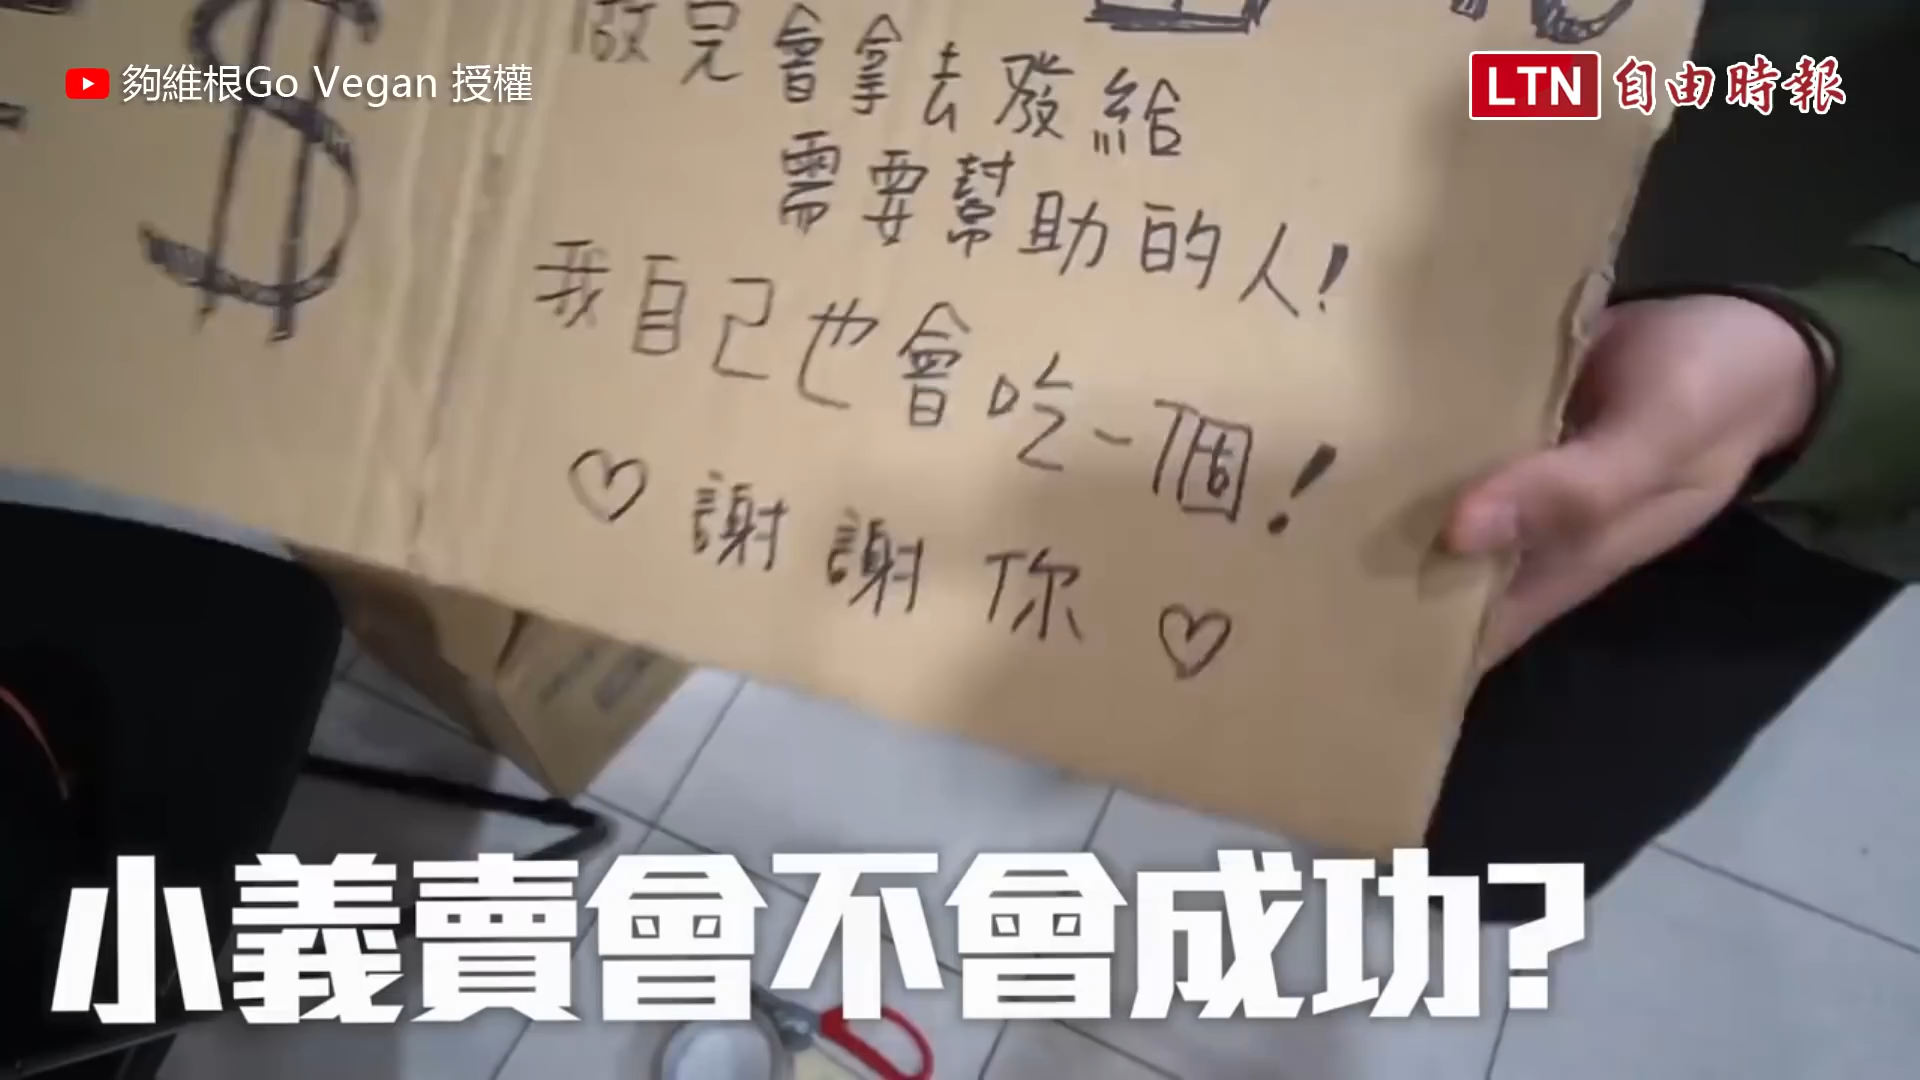 夠維根Go Vegan 授權
LTN 自由時報
$
做完會拿去發給
需要幫助的人!
我自己也會吃一個!
♡ 謝謝你 ♡
小義賣會不會成功?